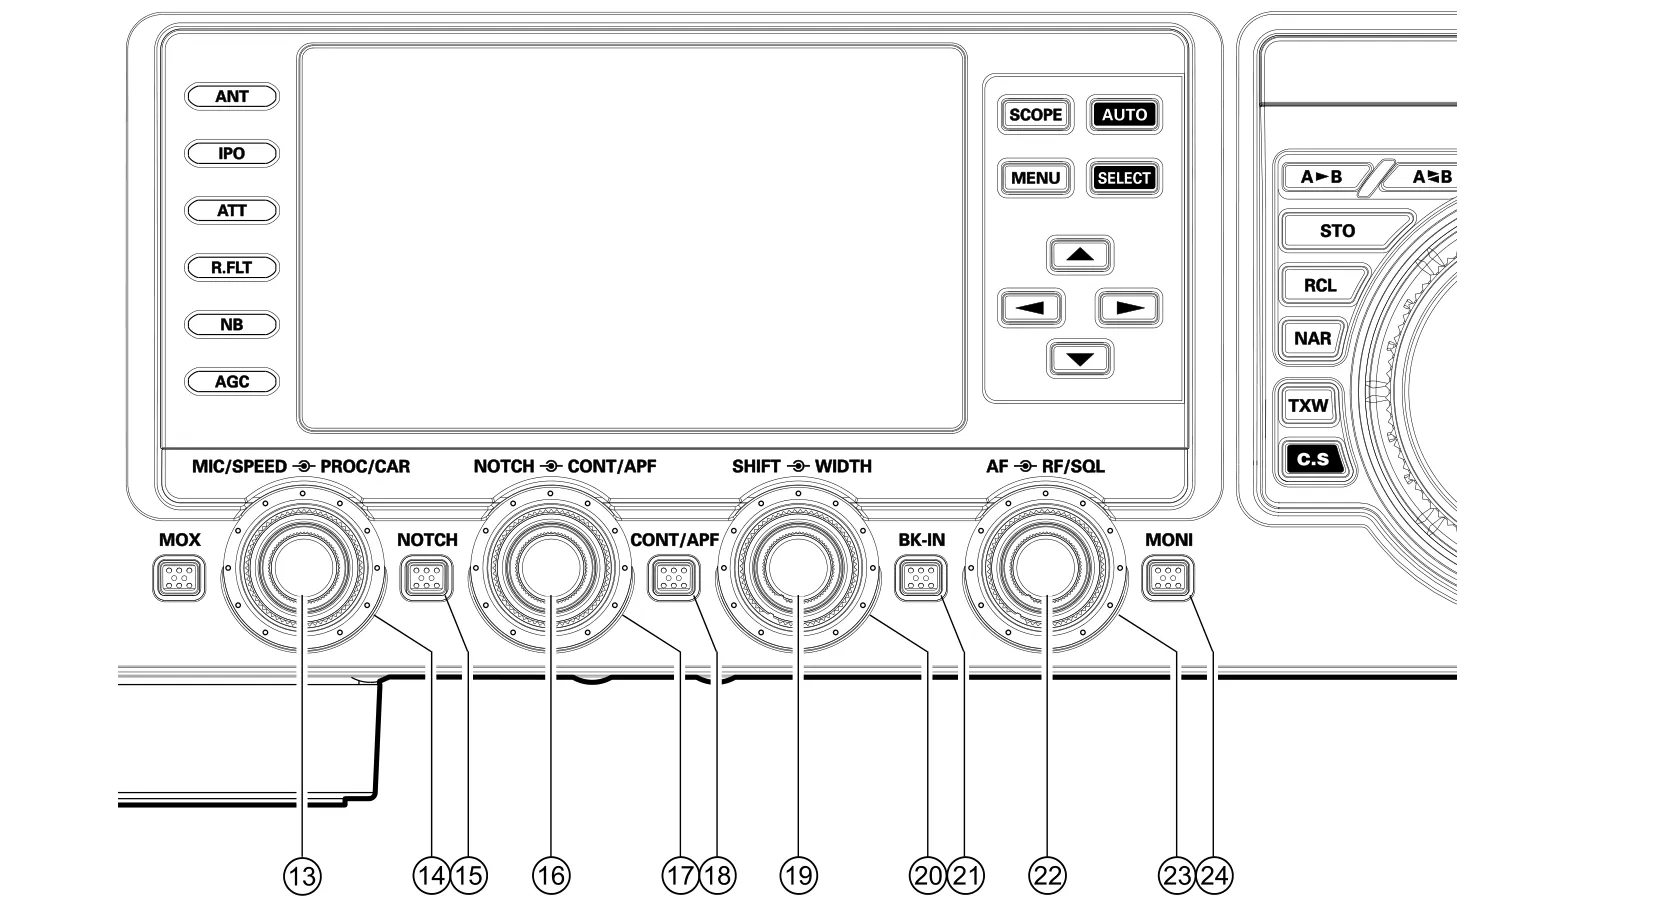 ANT
IPO
ATT
R.FLT
NB
AGC
SCOPE AUTO
MENU SELECT
A►B A B
STO
RCL
NAR
TXW
C.S
MIC/SPEED PROC/CAR
NOTCH CONT/APF
SHIFT WIDTH
AF RF/SQL
MOX
NOTCH
CONT/APF
BK-IN
MONI
13 14 15 16 17 18 19 20 21 22 23 24